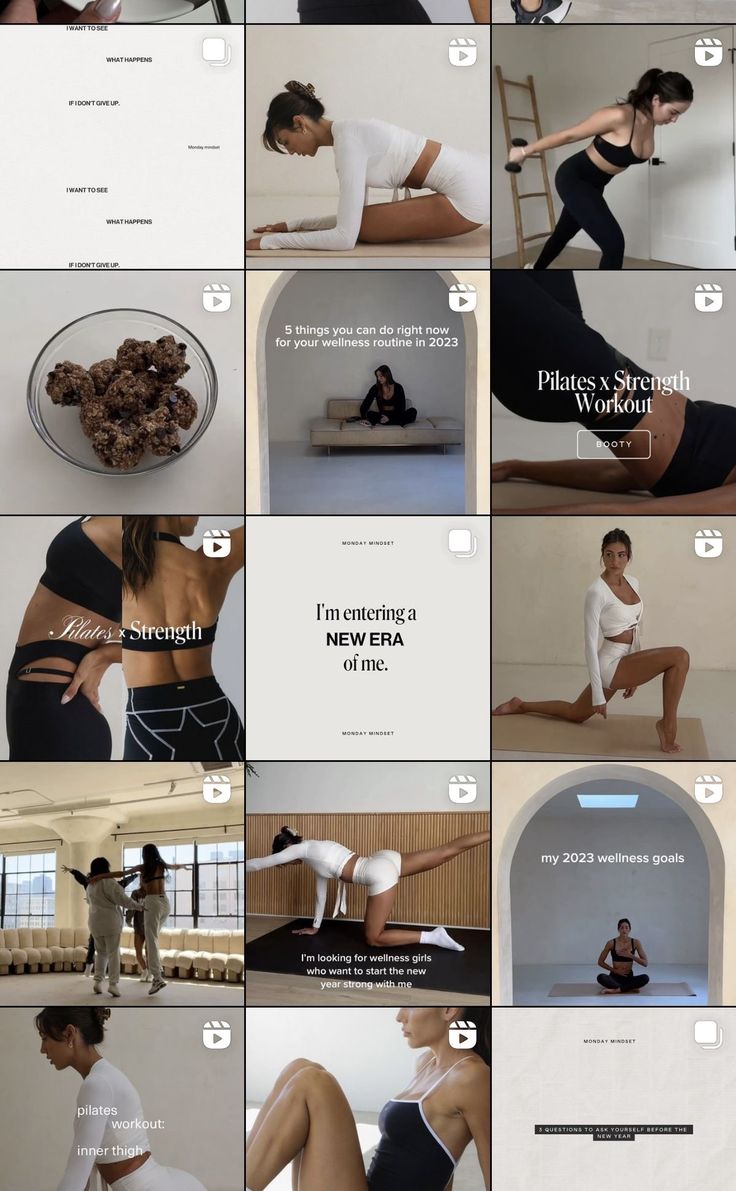 I WANT TO SEE
WHAT HAPPENS
IF I DON'T GIVE UP.
Monday mindset
I WANT TO SEE
WHAT HAPPENS
IF I DON'T GIVE UP.
5 things you can do right now
for your wellness routine in 2023
Pilates x Strength
Workout
BOOTY
Pilates x Strength
MONDAY MINDSET
I'm entering a
NEW ERA
of me.
MONDAY MINDSET
I'm looking for wellness girls
who want to start the new
year strong with me
my 2023 wellness goals
pilates
workout:
inner thigh
MONDAY MINDSET
3 QUESTIONS TO ASK YOURSELF BEFORE THE
NEW YEAR